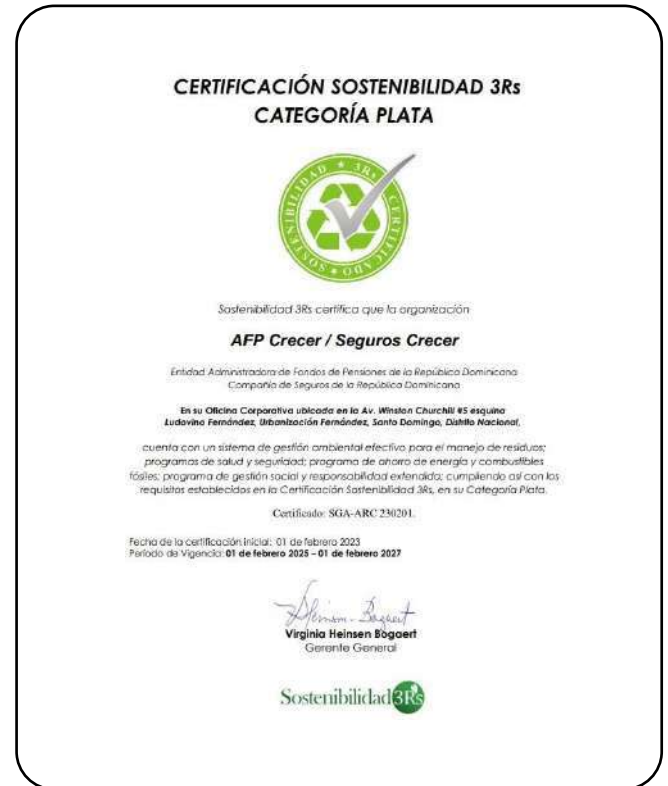 CERTIFICACIÓN SOSTENIBILIDAD 3Rs
CATEGORÍA PLATA
SOSTENIBILIDAD * 3Rs * CERTIFICADO *
Sostenibilidad 3Rs certifica que la organización
AFP Crecer / Seguros Crecer
Entidad Administradora de Fondos de Pensiones de la República Dominicana
Compañía de Seguros de la República Dominicana
En su Oficina Corporativa ubicada en la Av. Winston Churchill #5 esquina
Ludovino Fernández, Urbanización Fernández, Santo Domingo, Distrito Nacional,
cuenta con un sistema de gestión ambiental efectivo para el manejo de residuos;
programas de salud y seguridad; programa de ahorro de energía y combustibles
fósiles; programa de gestión social y responsabilidad extendida; cumpliendo así con los
requisitos establecidos en la Certificación Sostenibilidad 3Rs, en su Categoría Plata.
Certificado: SGA-ARC 230201.
Fecha de la certificación inicial: 01 de febrero 2023
Período de Vigencia: 01 de febrero 2025 – 01 de febrero 2027
Virginia Heinsen Bogaert
Gerente General
Sostenibilidad 3Rs